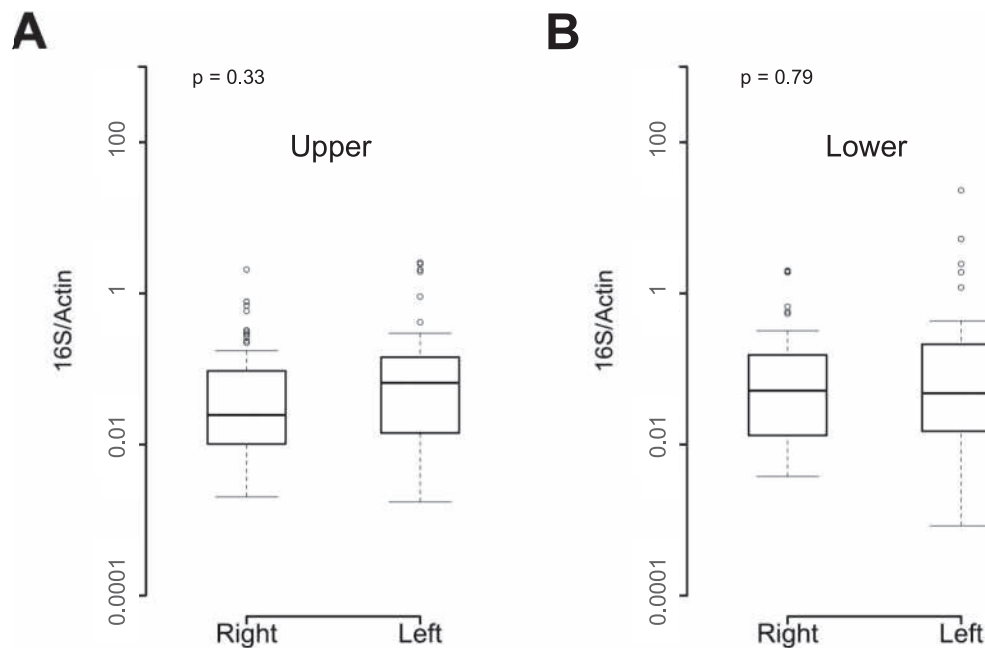 A
p = 0.33
Upper
100
1
0.01
0.0001
16S/Actin
Right
Left
B
p = 0.79
Lower
100
1
0.01
0.0001
16S/Actin
Right
Left